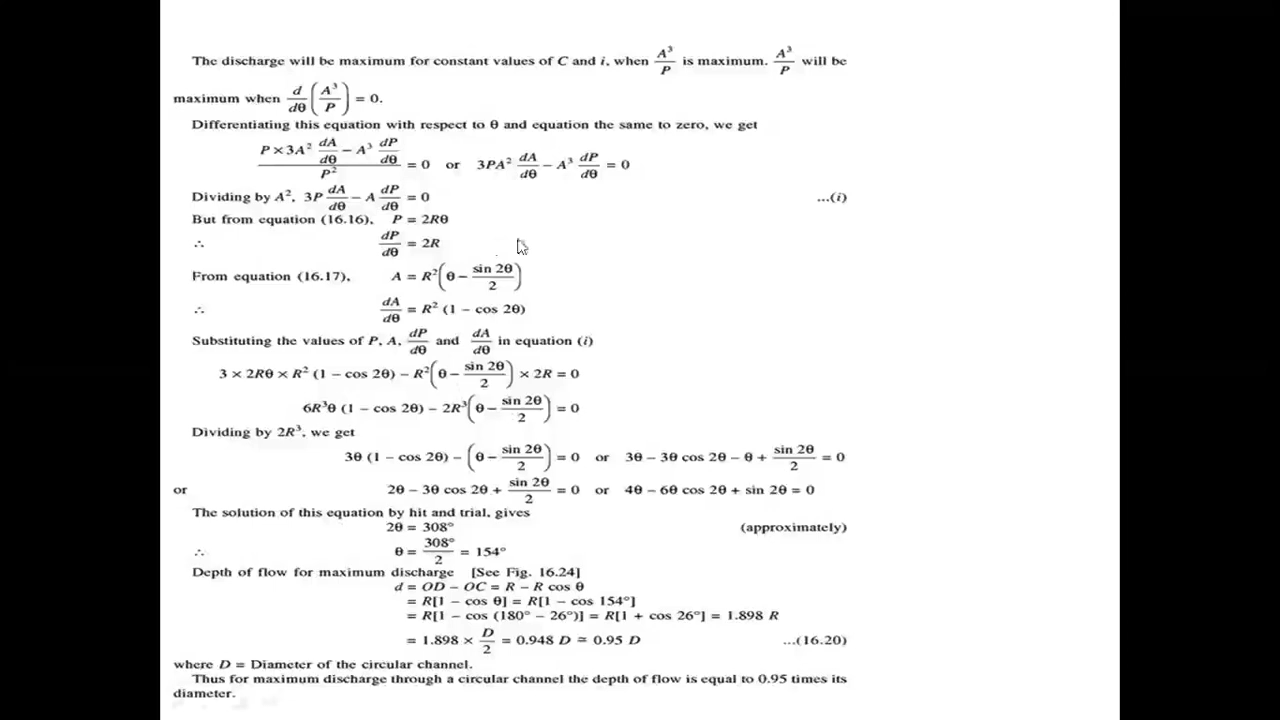 The discharge will be maximum for constant values of C and i, when A³/P is maximum. A³/P will be
maximum when d/dθ (A³/P) = 0.
Differentiating this equation with respect to θ and equation the same to zero, we get
(P × 3A² dA/dθ − A³ dP/dθ)/P² = 0 or 3PA² dA/dθ − A³ dP/dθ = 0
Dividing by A², 3P dA/dθ − A dP/dθ = 0 ...(i)
But from equation (16.16), P = 2Rθ
∴ dP/dθ = 2R
From equation (16.17), A = R²(θ − sin 2θ/2)
∴ dA/dθ = R² (1 − cos 2θ)
Substituting the values of P, A, dP/dθ and dA/dθ in equation (i)
3 × 2Rθ × R² (1 − cos 2θ) − R²(θ − sin 2θ/2) × 2R = 0
6R³θ (1 − cos 2θ) − 2R³(θ − sin 2θ/2) = 0
Dividing by 2R³, we get
3θ (1 − cos 2θ) − (θ − sin 2θ/2) = 0 or 3θ − 3θ cos 2θ − θ + sin 2θ/2 = 0
or 2θ − 3θ cos 2θ + sin 2θ/2 = 0 or 4θ − 6θ cos 2θ + sin 2θ = 0
The solution of this equation by hit and trial, gives
2θ = 308° (approximately)
∴ θ = 308°/2 = 154°
Depth of flow for maximum discharge [See Fig. 16.24]
d = OD − OC = R − R cos θ
= R[1 − cos θ] = R[1 − cos 154°]
= R[1 − cos (180° − 26°)] = R[1 + cos 26°] = 1.898 R
= 1.898 × D/2 = 0.948 D ≃ 0.95 D ...(16.20)
where D = Diameter of the circular channel.
Thus for maximum discharge through a circular channel the depth of flow is equal to 0.95 times its
diameter.